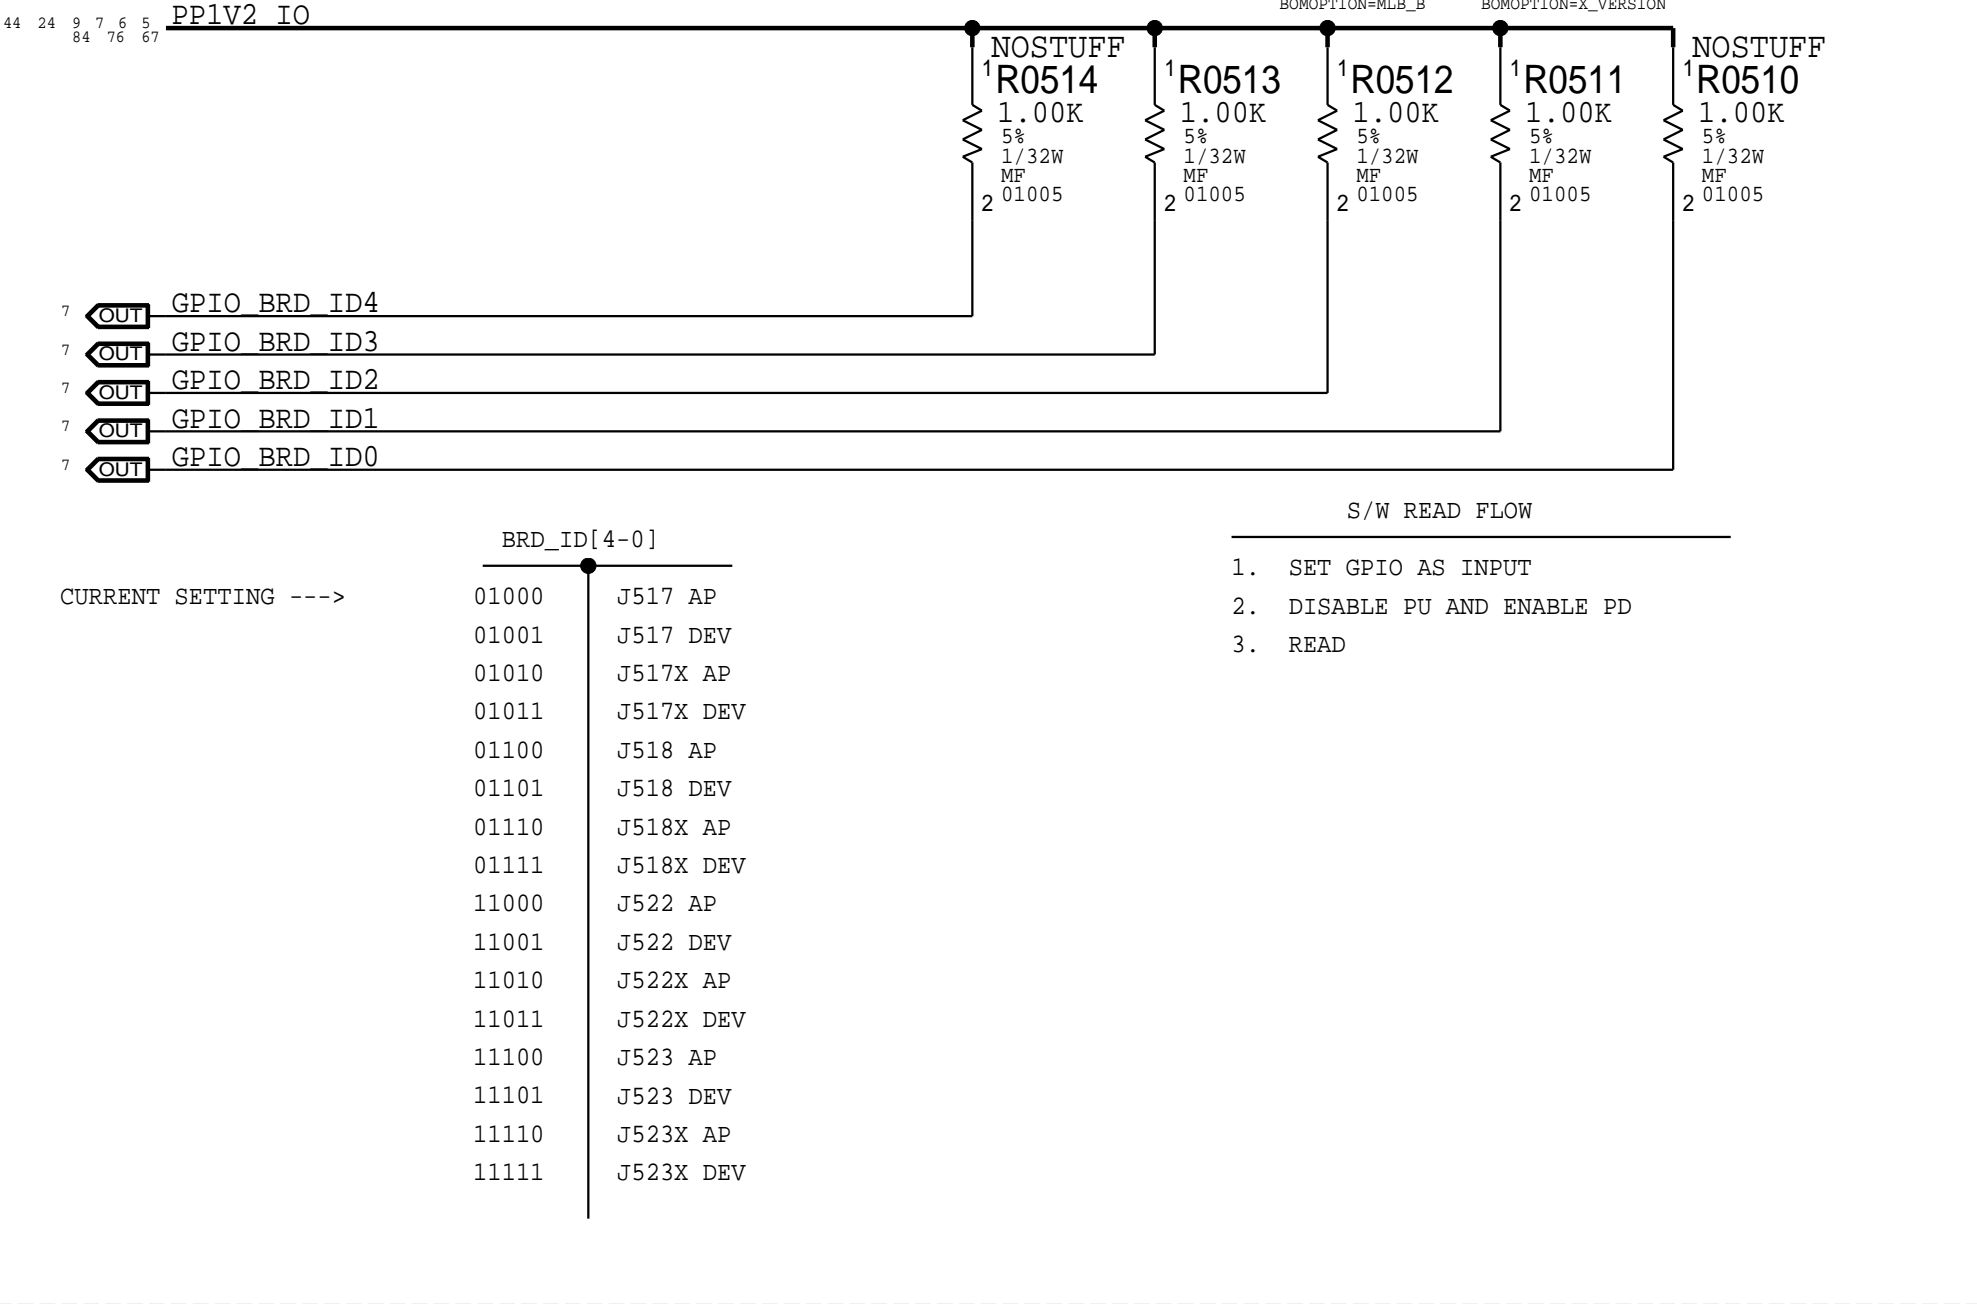 BOMOPTION=MLB_B BOMOPTION=X_VERSION
44 24 9 7 6 5 PP1V2_IO
84 76 67
NOSTUFF NOSTUFF
1 R0514 1 R0513 1 R0512 1 R0511 1 R0510
1.00K 1.00K 1.00K 1.00K 1.00K
5% 5% 5% 5% 5%
1/32W 1/32W 1/32W 1/32W 1/32W
MF MF MF MF MF
2 01005 2 01005 2 01005 2 01005 2 01005
7 OUT GPIO_BRD_ID4
7 OUT GPIO_BRD_ID3
7 OUT GPIO_BRD_ID2
7 OUT GPIO_BRD_ID1
7 OUT GPIO_BRD_ID0
BRD_ID[4-0]
CURRENT SETTING ---> 01000 J517 AP
01001 J517 DEV
01010 J517X AP
01011 J517X DEV
01100 J518 AP
01101 J518 DEV
01110 J518X AP
01111 J518X DEV
11000 J522 AP
11001 J522 DEV
11010 J522X AP
11011 J522X DEV
11100 J523 AP
11101 J523 DEV
11110 J523X AP
11111 J523X DEV
S/W READ FLOW
1. SET GPIO AS INPUT
2. DISABLE PU AND ENABLE PD
3. READ